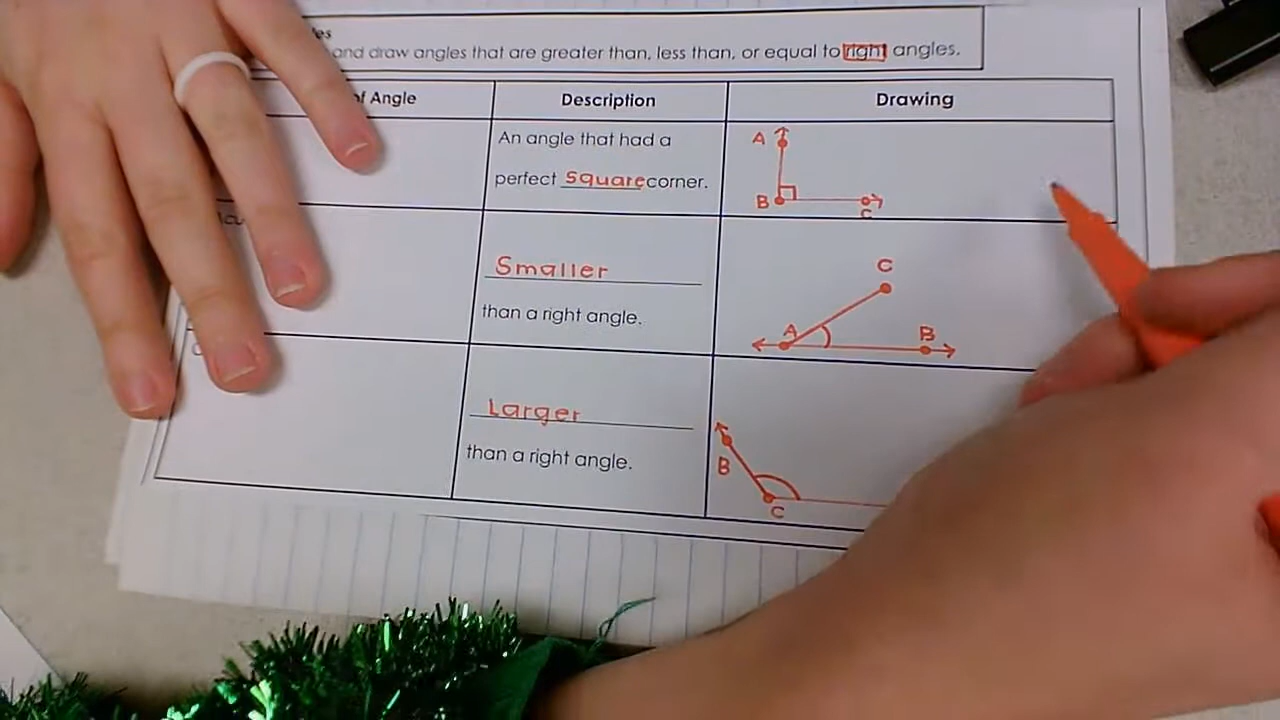 and draw angles that are greater than, less than, or equal to right angles.
of Angle Description Drawing
An angle that had a
perfect square corner.
A
B
C
Smaller
than a right angle.
C
A
B
Larger
than a right angle.
B
C